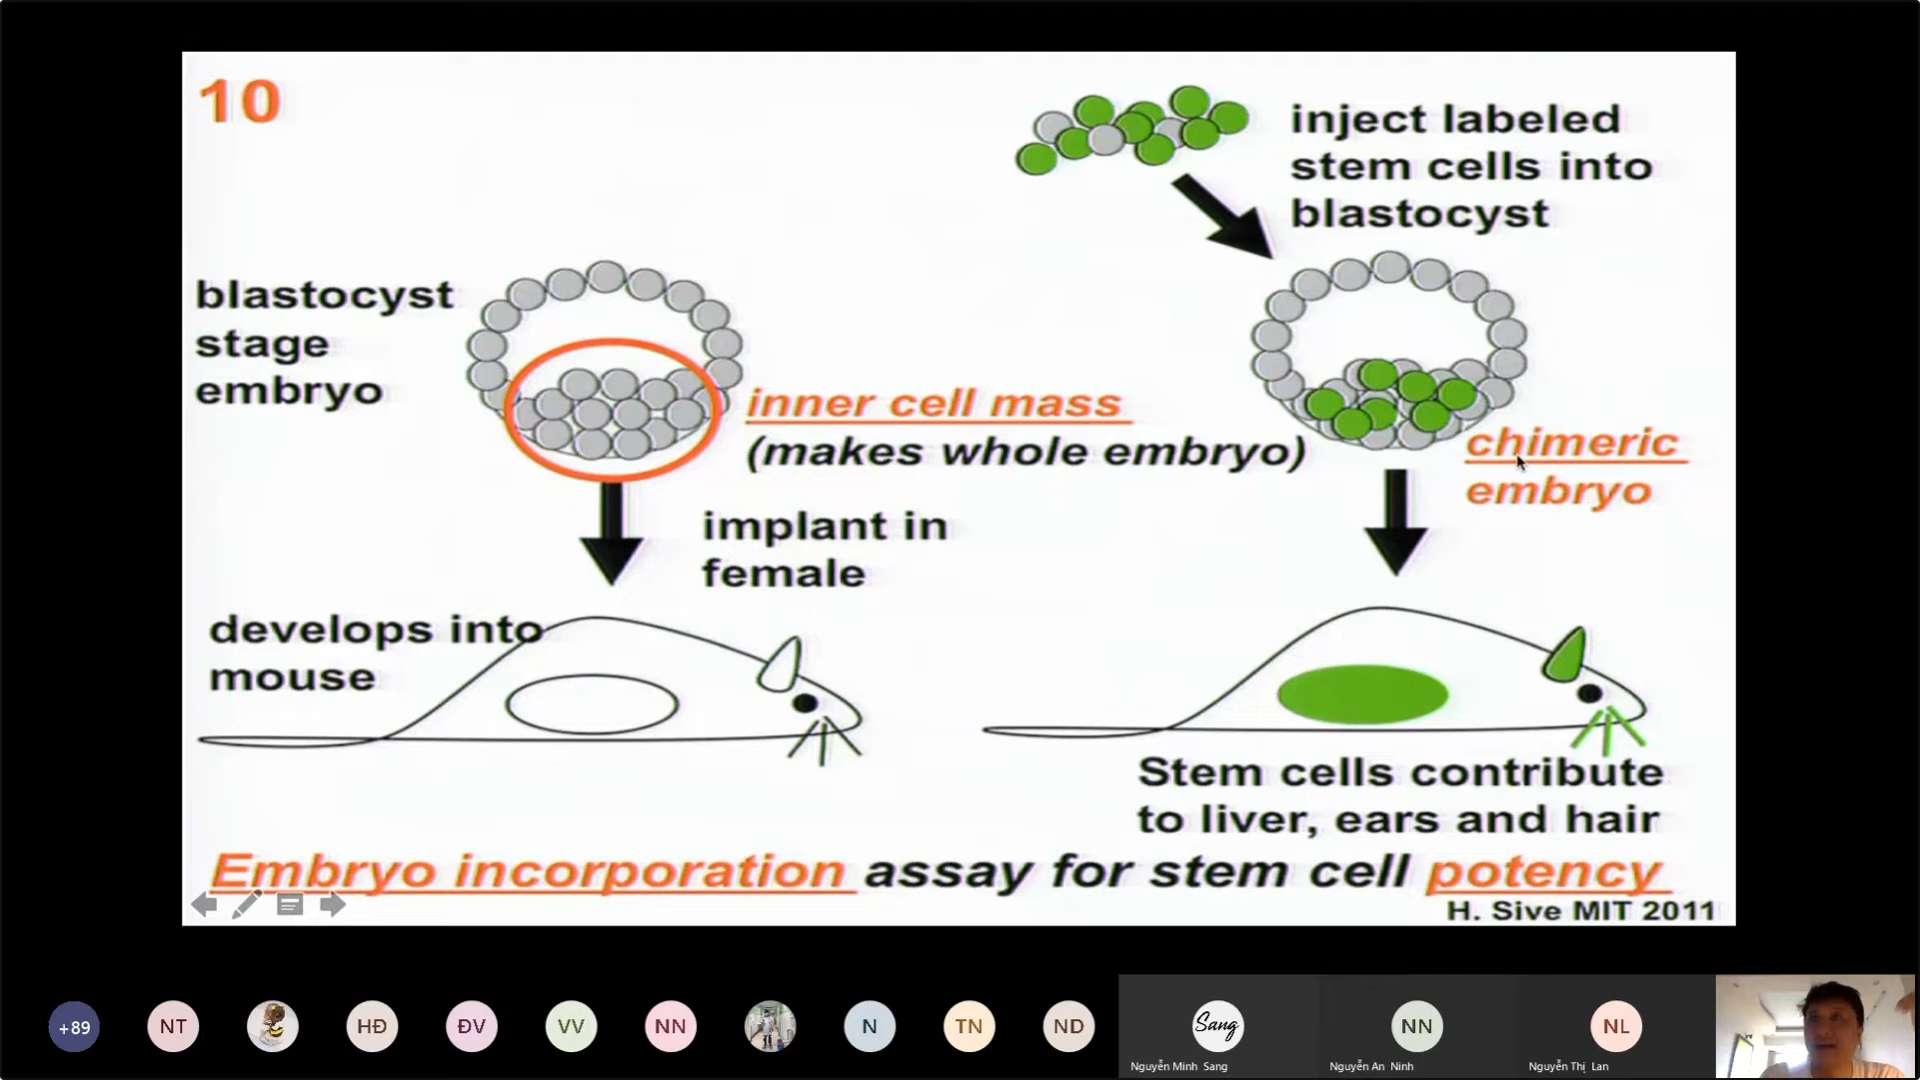 10
inject labeled
stem cells into
blastocyst
blastocyst
stage
embryo
inner cell mass
(makes whole embryo)
chimeric
embryo
implant in
female
develops into
mouse
Stem cells contribute
to liver, ears and hair
Embryo incorporation assay for stem cell potency
H. Sive MIT 2011
+89
NT
HĐ
ĐV
VV
NN
N
TN
ND
Sang
NN
NL
Nguyễn Minh Sang
Nguyễn An Ninh
Nguyễn Thị Lan